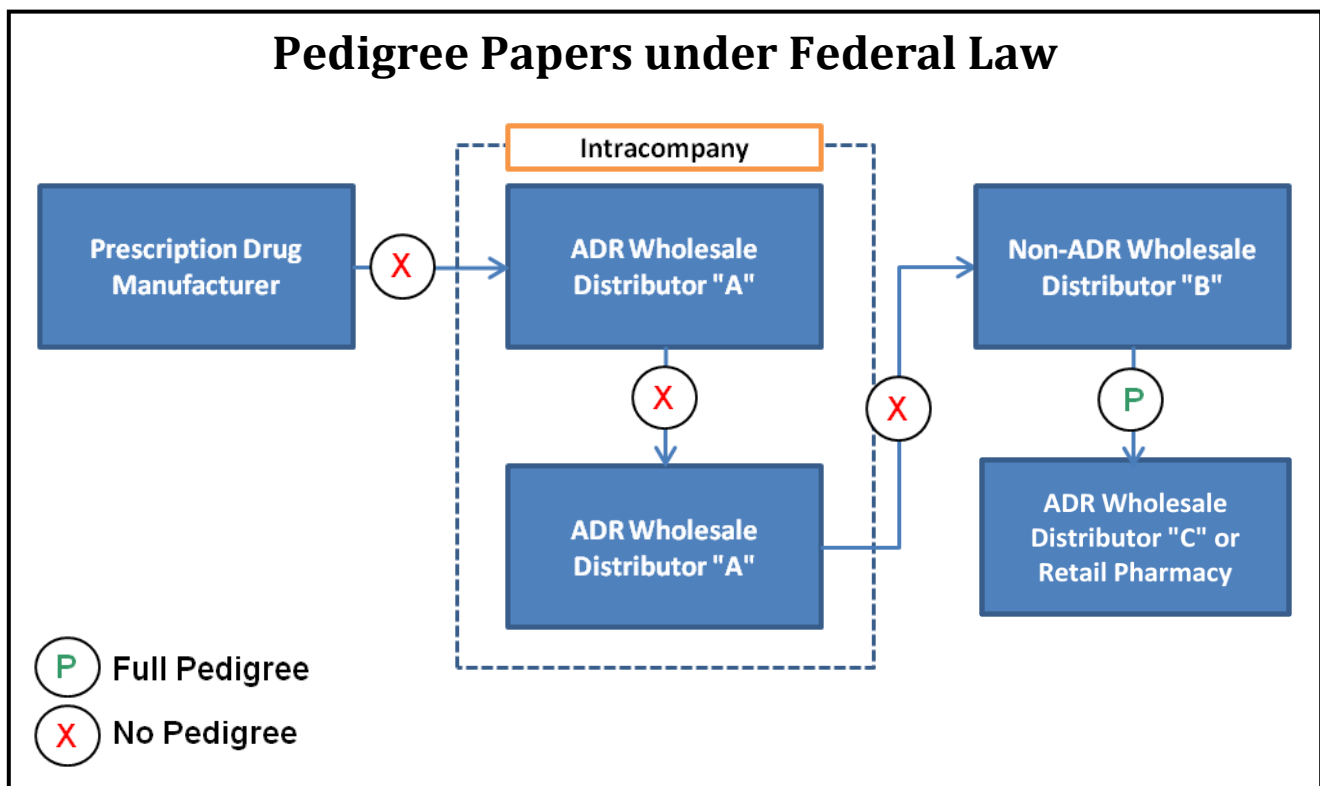 Pedigree Papers under Federal Law
Intracompany
Prescription Drug
Manufacturer
X
ADR Wholesale
Distributor "A"
Non-ADR Wholesale
Distributor "B"
X
X
P
ADR Wholesale
Distributor "A"
ADR Wholesale
Distributor "C" or
Retail Pharmacy
P Full Pedigree
X No Pedigree